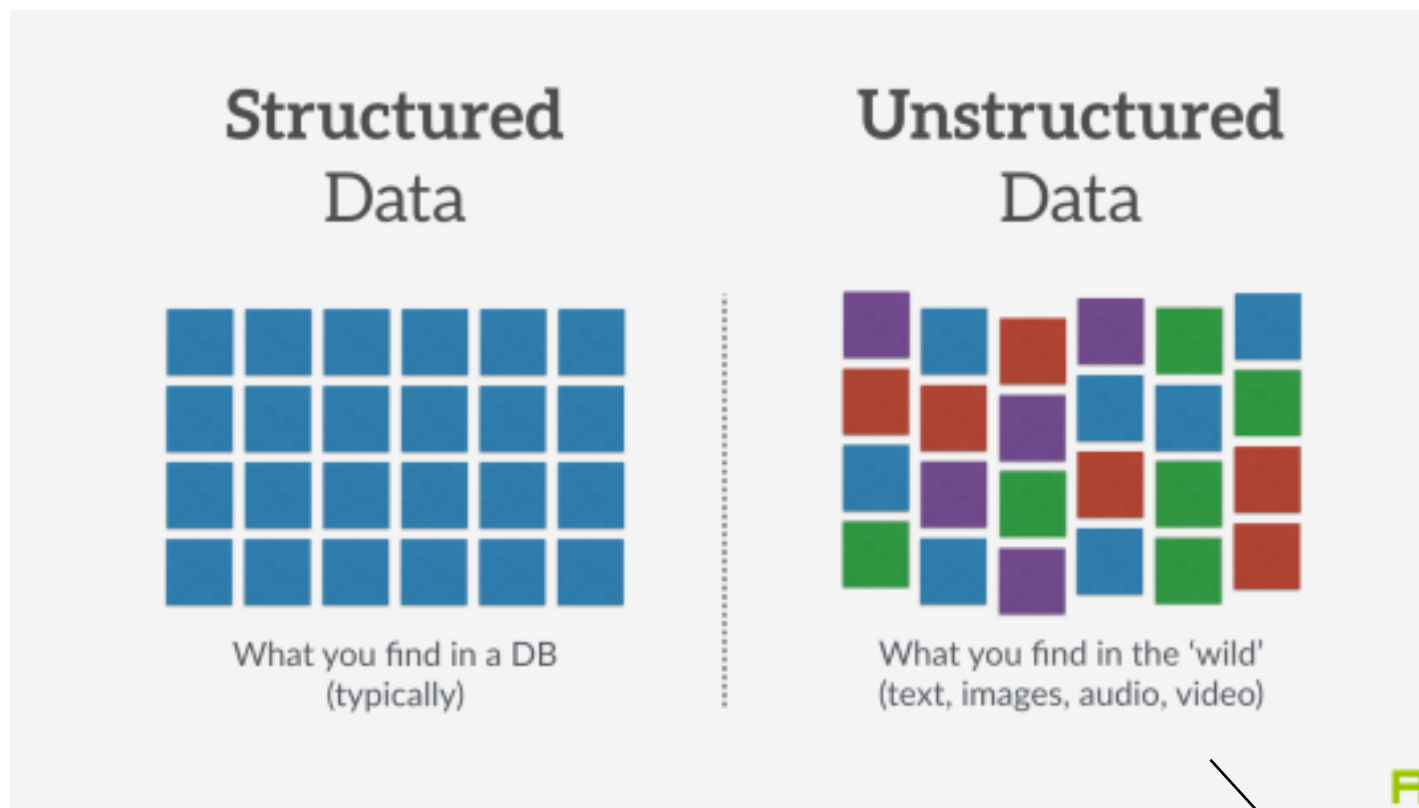 Structured
Data
Unstructured
Data
What you find in a DB
(typically)
What you find in the ‘wild’
(text, images, audio, video)